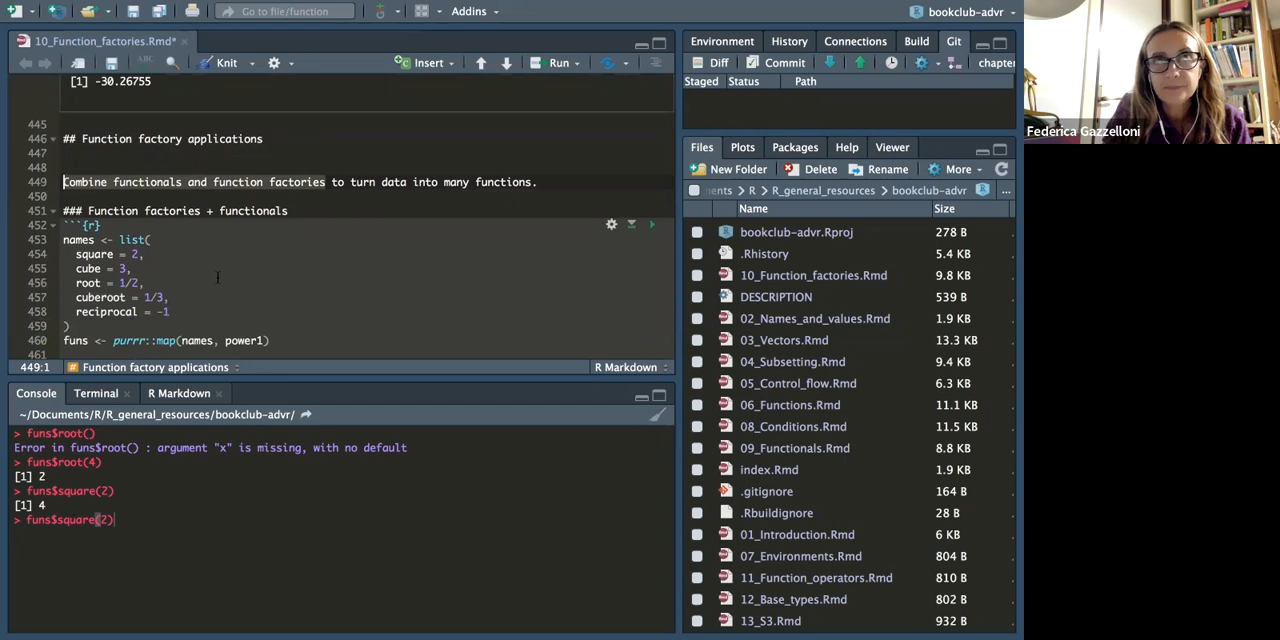 Go to file/function
Addins
bookclub-advr
10_Function_factories.Rmd*
ABC
Knit
Insert
Run
[1] -30.26755
445
446 ## Function factory applications
447
448
449 Combine functionals and function factories to turn data into many functions.
450
451 ### Function factories + functionals
452 ```{r}
453 names <- list(
454 square = 2,
455 cube = 3,
456 root = 1/2,
457 cuberoot = 1/3,
458 reciprocal = -1
459 )
460 funs <- purrr::map(names, power1)
461
449:1 # Function factory applications R Markdown
Console Terminal R Markdown
~/Documents/R/R_general_resources/bookclub-advr/
> funs$root()
Error in funs$root() : argument "x" is missing, with no default
> funs$root(4)
[1] 2
> funs$square(2)
[1] 4
> funs$square(2)
Environment History Connections Build Git
Diff Commit chapter
Staged Status Path
Files Plots Packages Help Viewer
New Folder Delete Rename More
ments R R_general_resources bookclub-advr ...
Name Size
bookclub-advr.Rproj 278 B
.Rhistory 5.4 KB
10_Function_factories.Rmd 9.8 KB
DESCRIPTION 539 B
02_Names_and_values.Rmd 1.9 KB
03_Vectors.Rmd 13.3 KB
04_Subsetting.Rmd 9.4 KB
05_Control_flow.Rmd 6.3 KB
06_Functions.Rmd 11.1 KB
08_Conditions.Rmd 11.5 KB
09_Functionals.Rmd 8.8 KB
index.Rmd 1.9 KB
.gitignore 164 B
.Rbuildignore 28 B
01_Introduction.Rmd 6 KB
07_Environments.Rmd 804 B
11_Function_operators.Rmd 810 B
12_Base_types.Rmd 802 B
13_S3.Rmd 932 B
Federica Gazzelloni